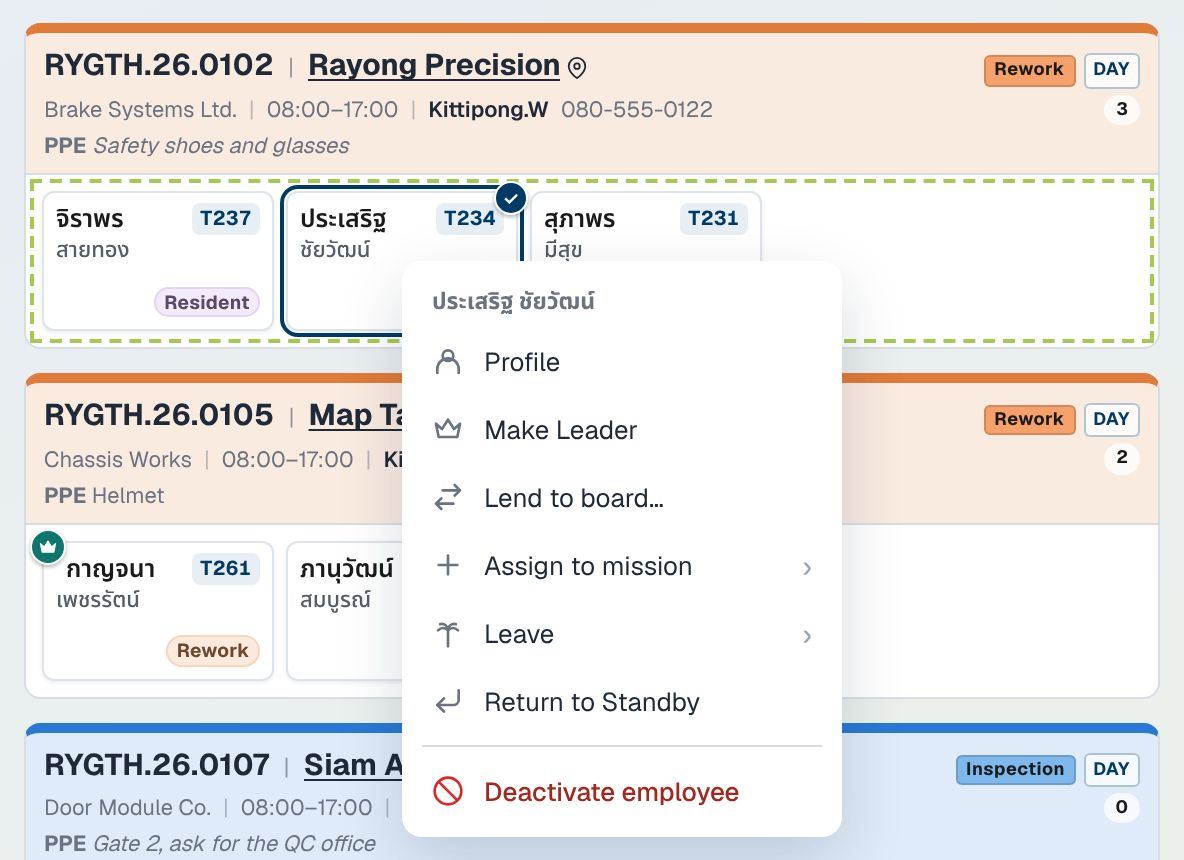 RYGTH.26.0102 | Rayong Precision
Rework DAY
Brake Systems Ltd. | 08:00–17:00 | Kittipong.W 080-555-0122
3
PPE Safety shoes and glasses
จิราพร T237
สายทอง
Resident
ประเสริฐ T234
ชัยวัฒน์
สุภาพร T231
มีสุข
RYGTH.26.0105 | Map
Rework DAY
Chassis Works | 08:00–17:00 |
2
PPE Helmet
กาญจนา T261
เพชรรัตน์
Rework
ภานุวัฒน์
สมบูรณ์
RYGTH.26.0107 | Siam
Inspection DAY
Door Module Co. | 08:00–17:00 |
0
PPE Gate 2, ask for the QC office
ประเสริฐ ชัยวัฒน์
Profile
Make Leader
Lend to board...
Assign to mission ›
Leave ›
Return to Standby
Deactivate employee